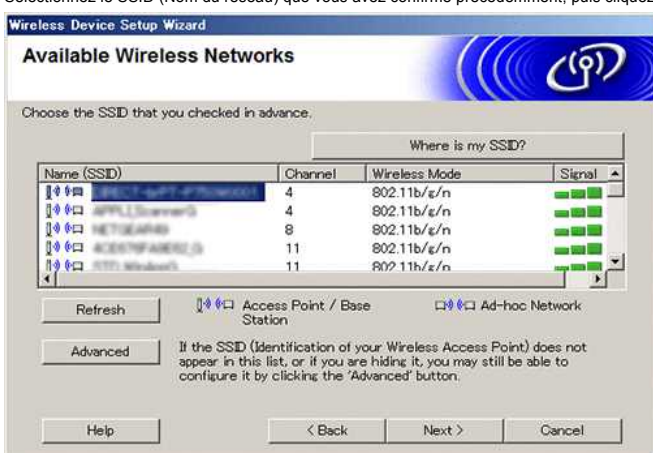 Sélectionnez le SSID (Nom du réseau) que vous avez confirmé précédemment, puis cliquez
Wireless Device Setup Wizard
Available Wireless Networks
Choose the SSID that you checked in advance.
Where is my SSID?
Name (SSID) Channel Wireless Mode Signal
4 802.11b/g/n
4 802.11b/g/n
8 802.11b/g/n
11 802.11b/g/n
11 802.11b/g/n
Refresh
Access Point / Base
Station
Ad-hoc Network
Advanced
If the SSID (Identification of your Wireless Access Point) does not
appear in this list, or if you are hiding it, you may still be able to
configure it by clicking the 'Advanced' button.
Help < Back Next > Cancel